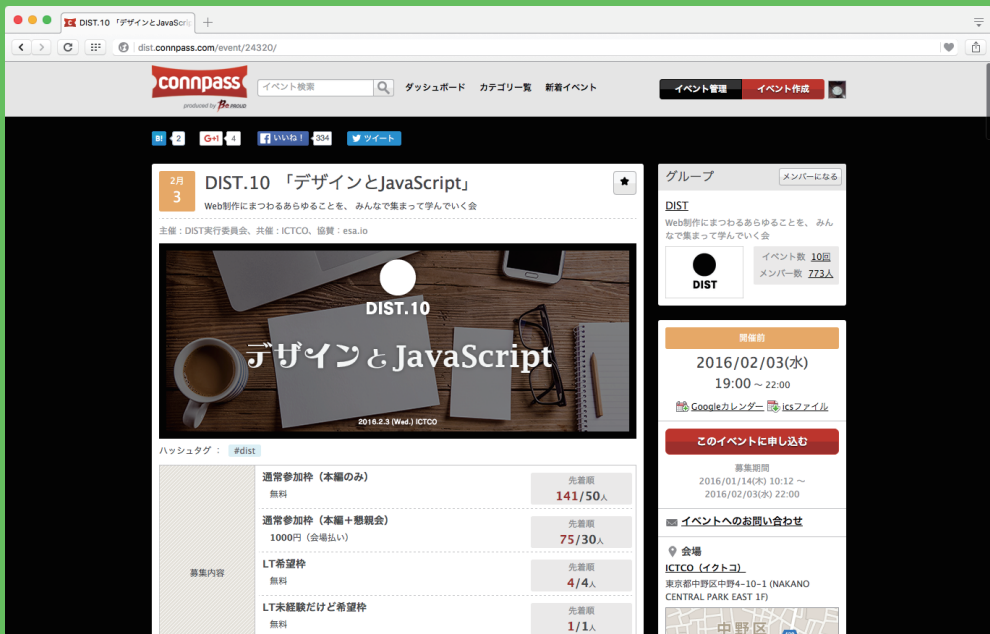 DIST.10 「デザインとJavaScri
dist.connpass.com/event/24320/
connpass
produced by BePROUD
イベント検索
ダッシュボード カテゴリ一覧 新着イベント
イベント管理 イベント作成
B! 2 G+1 4 いいね! 334 ツイート
2月
3
DIST.10 「デザインとJavaScript」
Web制作にまつわるあらゆることを、 みんなで集まって学んでいく会
主催：DIST実行委員会、共催：ICTCO、協賛：esa.io
DIST.10
デザインとJavaScript
2016.2.3 (Wed.) ICTCO
ハッシュタグ ： #dist
募集内容
通常参加枠（本編のみ）
無料
先着順
141/50人
通常参加枠（本編＋懇親会）
1000円（会場払い）
先着順
75/30人
LT希望枠
無料
先着順
4/4人
LT未経験だけど希望枠
無料
先着順
1/1人
グループ
メンバーになる
DIST
Web制作にまつわるあらゆることを、 みん
なで集まって学んでいく会
DIST
イベント数 10回
メンバー数 773人
開催前
2016/02/03(水)
19:00 ～ 22:00
Googleカレンダー icsファイル
このイベントに申し込む
募集期間
2016/01/14(木) 10:12 ～
2016/02/03(水) 22:00
イベントへのお問い合わせ
会場
ICTCO（イクトコ）
東京都中野区中野4-10-1 (NAKANO
CENTRAL PARK EAST 1F)
中野区